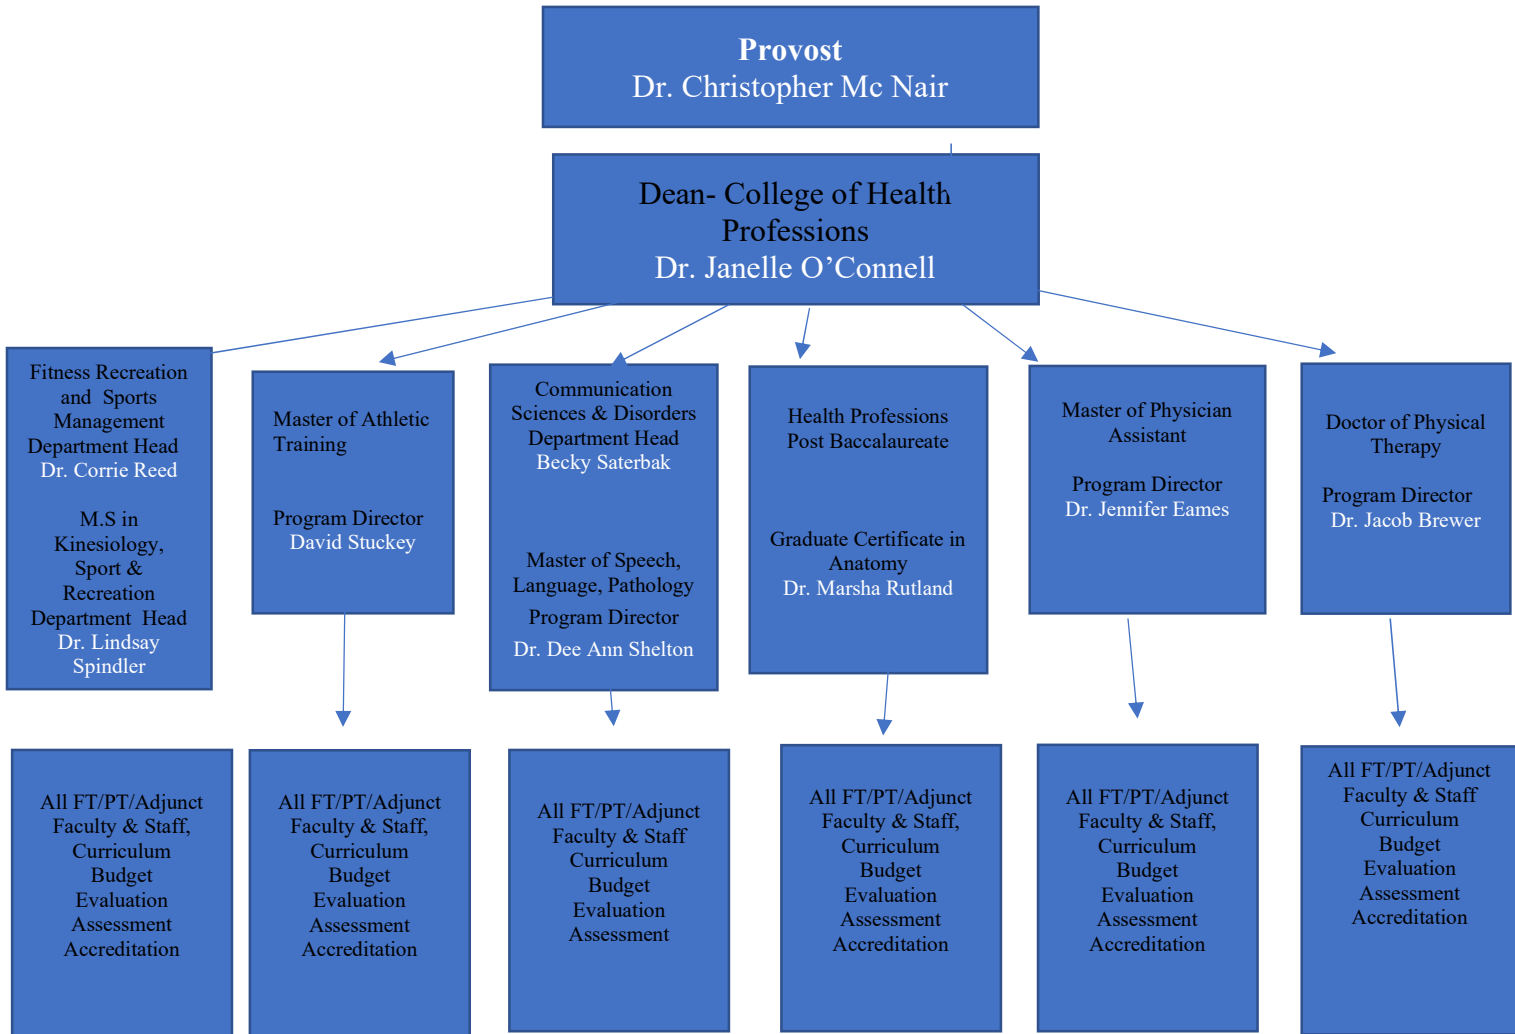 Provost
Dr. Christopher Mc Nair
Dean- College of Health
Professions
Dr. Janelle O’Connell
Fitness Recreation
and Sports
Management
Department Head
Dr. Corrie Reed
M.S in
Kinesiology,
Sport &
Recreation
Department Head
Dr. Lindsay
Spindler
Master of Athletic
Training
Program Director
David Stuckey
Communication
Sciences & Disorders
Department Head
Becky Saterbak
Master of Speech,
Language, Pathology
Program Director
Dr. Dee Ann Shelton
Health Professions
Post Baccalaureate
Graduate Certificate in
Anatomy
Dr. Marsha Rutland
Master of Physician
Assistant
Program Director
Dr. Jennifer Eames
Doctor of Physical
Therapy
Program Director
Dr. Jacob Brewer
All FT/PT/Adjunct
Faculty & Staff,
Curriculum
Budget
Evaluation
Assessment
Accreditation
All FT/PT/Adjunct
Faculty & Staff,
Curriculum
Budget
Evaluation
Assessment
Accreditation
All FT/PT/Adjunct
Faculty & Staff
Curriculum
Budget
Evaluation
Assessment
All FT/PT/Adjunct
Faculty & Staff,
Curriculum
Budget
Evaluation
Assessment
Accreditation
All FT/PT/Adjunct
Faculty & Staff,
Curriculum
Budget
Evaluation
Assessment
Accreditation
All FT/PT/Adjunct
Faculty & Staff
Curriculum
Budget
Evaluation
Assessment
Accreditation